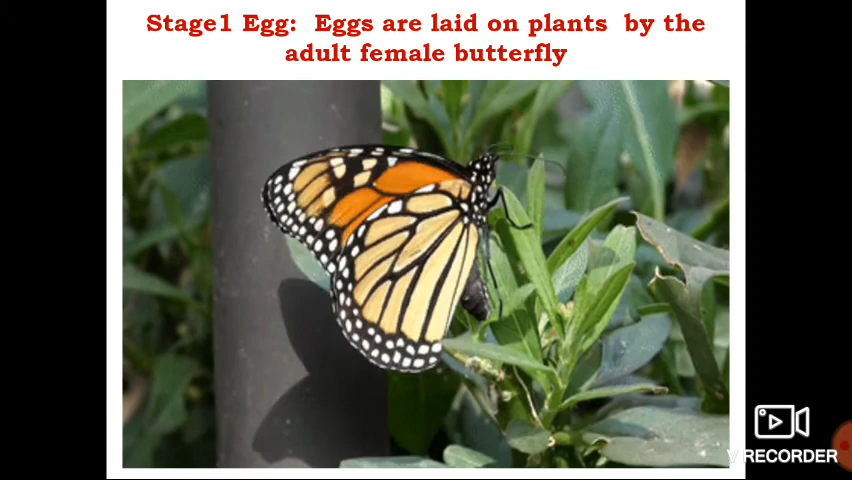 Stage1 Egg:  Eggs are laid on plants  by the
adult female butterfly
V RECORDER